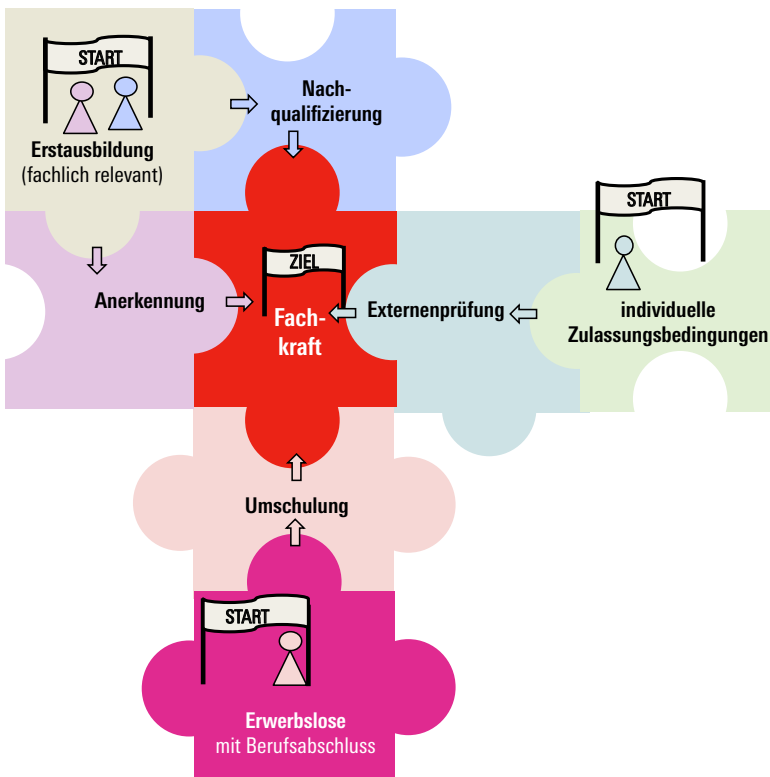 START
Erstausbildung
(fachlich relevant)
Nach-
qualifizierung
START
individuelle
Zulassungsbedingungen
Anerkennung
ZIEL
Fach-
kraft
Externenprüfung
Umschulung
START
Erwerbslose
mit Berufsabschluss